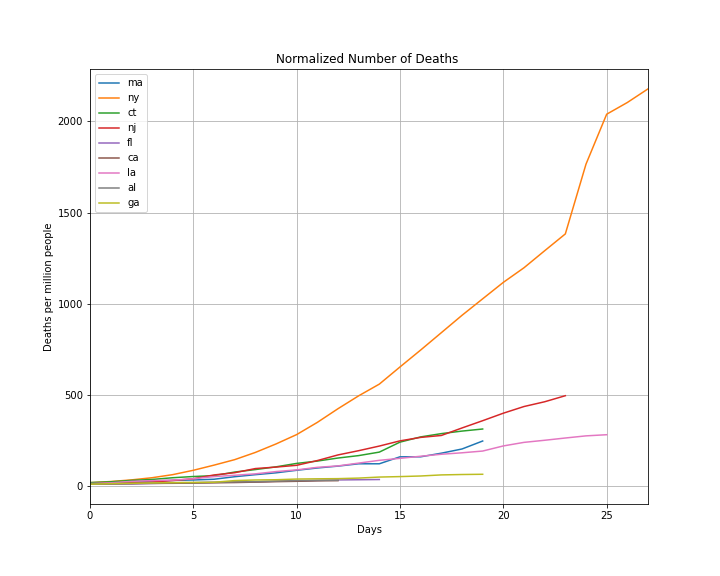 Normalized Number of Deaths
ma
ny
ct
nj
fl
ca
la
al
ga
2000
1500
1000
500
0
Deaths per million people
0 5 10 15 20 25
Days